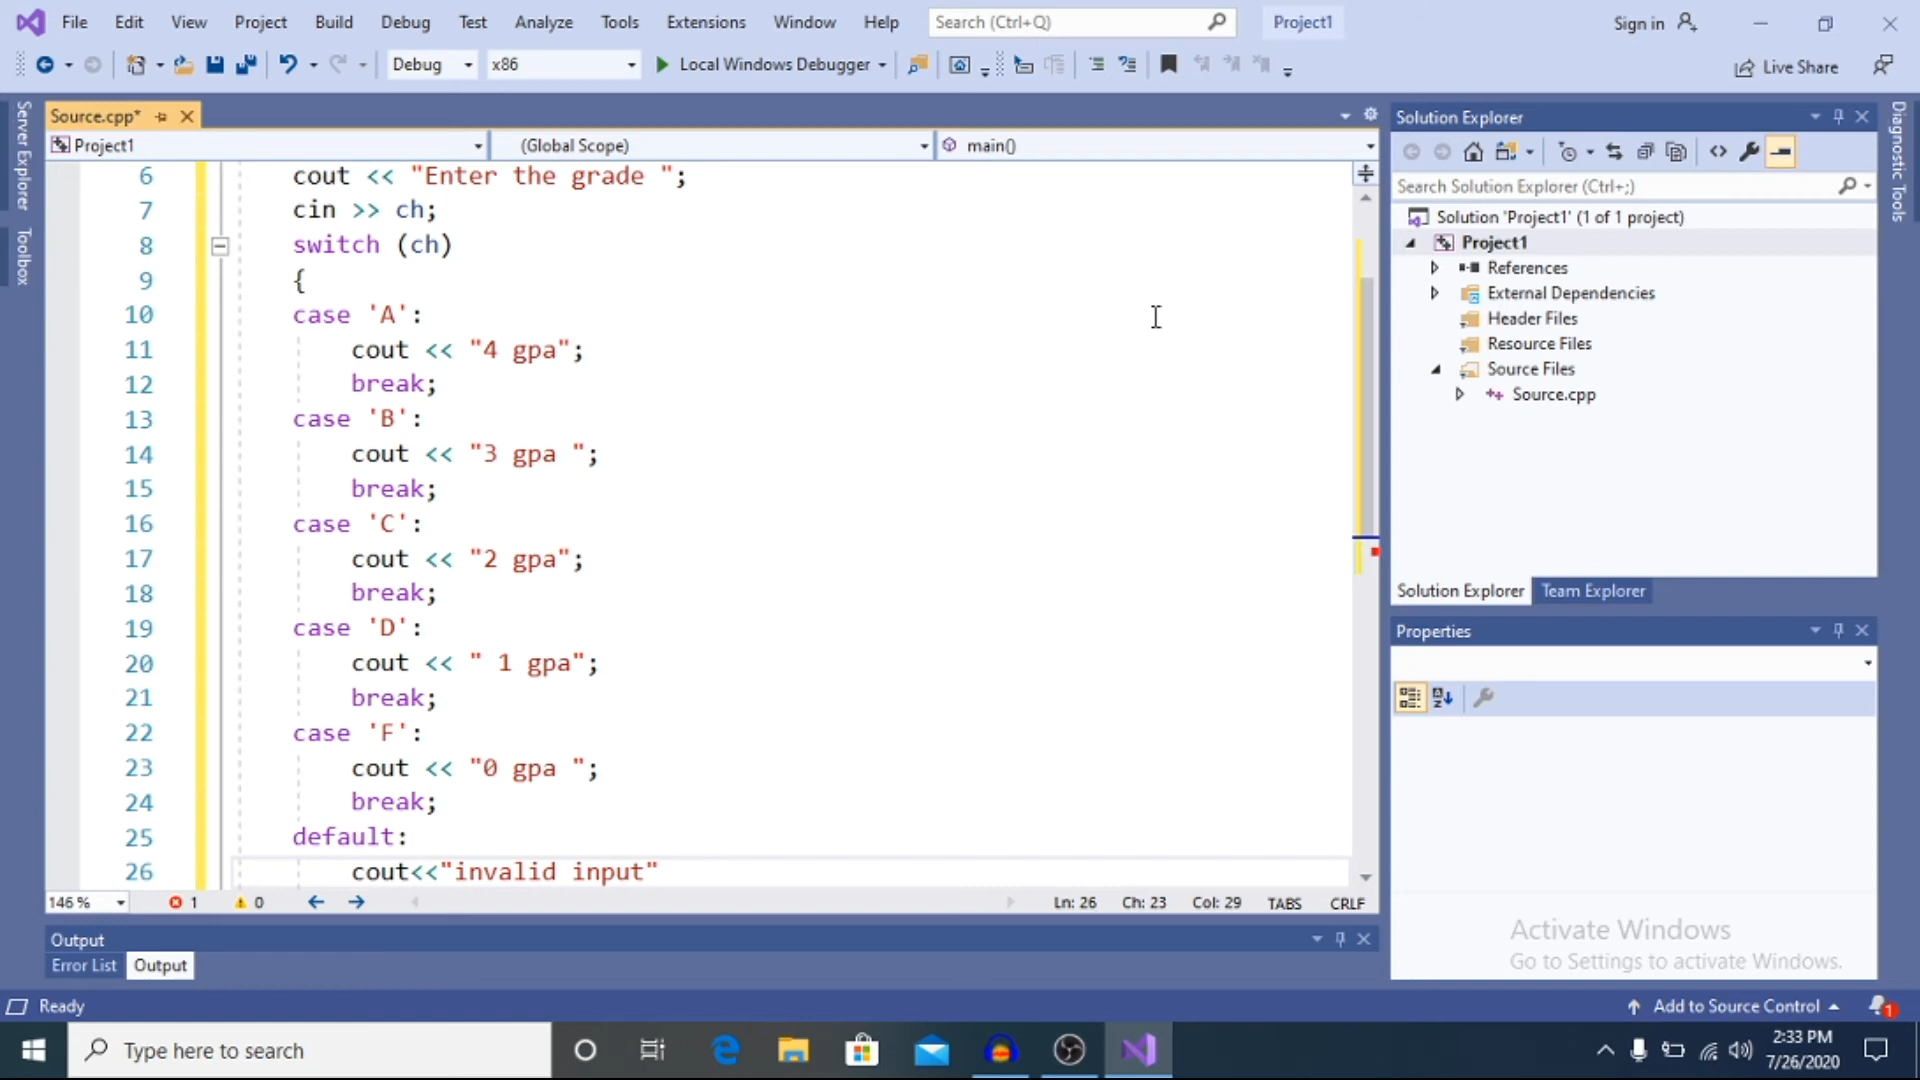 File Edit View Project Build Debug Test Analyze Tools Extensions Window Help Search (Ctrl+Q) Project1 Sign in
Debug x86 Local Windows Debugger Live Share
Server Explorer
Toolbox
Source.cpp*
Project1 (Global Scope) main()
6 cout << "Enter the grade ";
7 cin >> ch;
8 switch (ch)
9 {
10 case 'A':
11 cout << "4 gpa";
12 break;
13 case 'B':
14 cout << "3 gpa ";
15 break;
16 case 'C':
17 cout << "2 gpa";
18 break;
19 case 'D':
20 cout << " 1 gpa";
21 break;
22 case 'F':
23 cout << "0 gpa ";
24 break;
25 default:
26 cout<<"invalid input"
146 % 1 0 Ln: 26 Ch: 23 Col: 29 TABS CRLF
Output
Error List Output
Solution Explorer
Search Solution Explorer (Ctrl+;)
Solution 'Project1' (1 of 1 project)
Project1
References
External Dependencies
Header Files
Resource Files
Source Files
Source.cpp
Solution Explorer Team Explorer
Properties
Diagnostic Tools
Activate Windows
Go to Settings to activate Windows.
Ready Add to Source Control 1
Type here to search
2:33 PM
7/26/2020